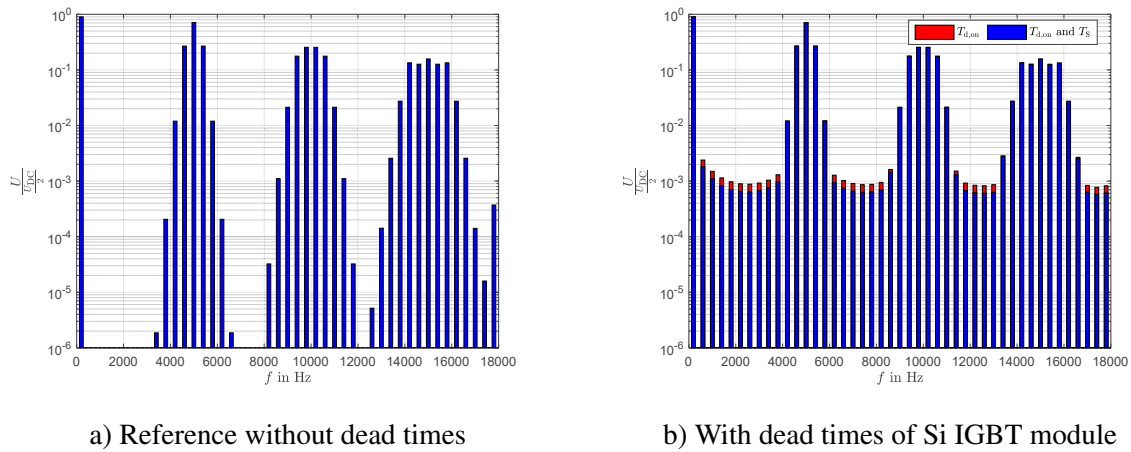 10^0
10^-1
10^-2
10^-3
10^-4
10^-5
10^-6
U / (U_DC / 2)
0 2000 4000 6000 8000 10000 12000 14000 16000 18000
f in Hz
a) Reference without dead times
T_d,on T_d,on and T_S
10^0
10^-1
10^-2
10^-3
10^-4
10^-5
10^-6
U / (U_DC / 2)
0 2000 4000 6000 8000 10000 12000 14000 16000 18000
f in Hz
b) With dead times of Si IGBT module